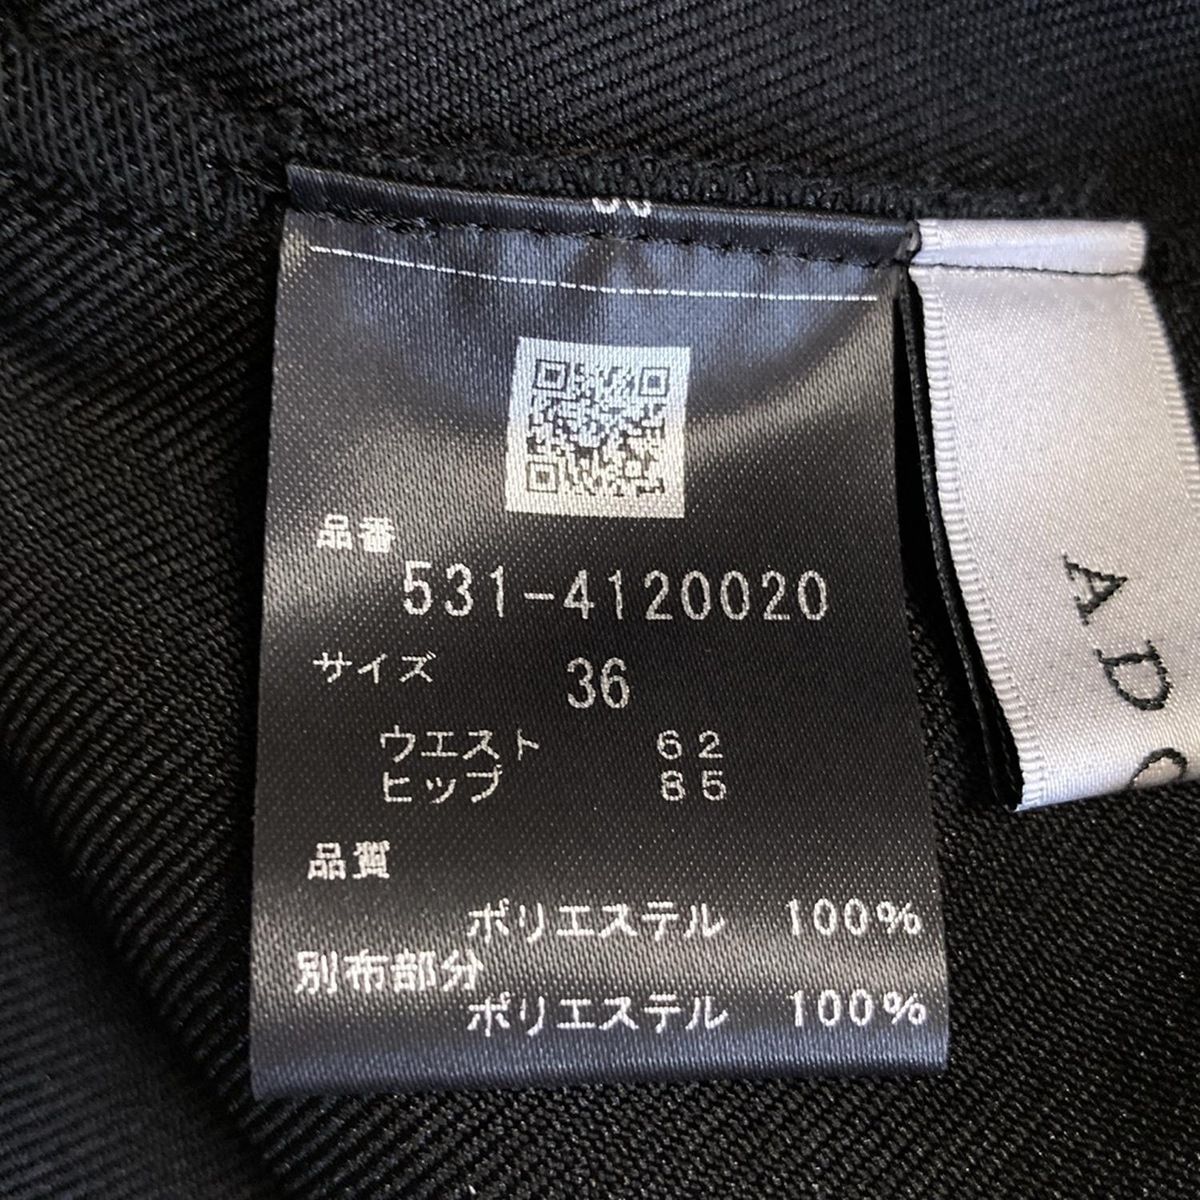 品番
531-4120020
サイズ 36
ウエスト 62
ヒップ 85
品質
ポリエステル 100%
別布部分
ポリエステル 100%
AD